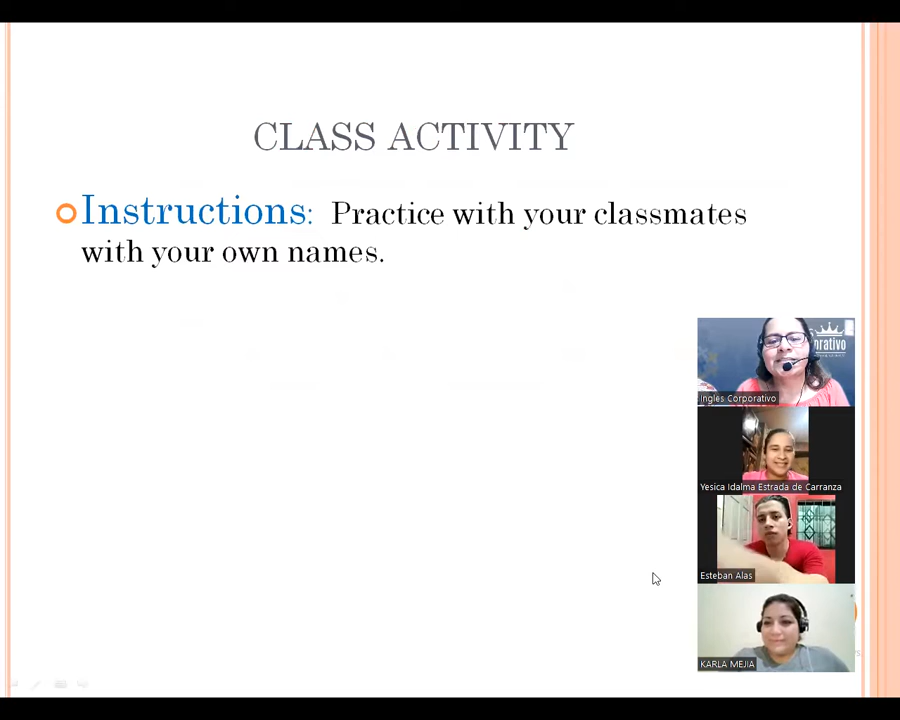 CLASS ACTIVITY
Instructions: Practice with your classmates
with your own names.
orativo
Ingles Corporativo
Yesica Idalma Estrada de Carranza
Esteban Alas
KARLA MEJIA